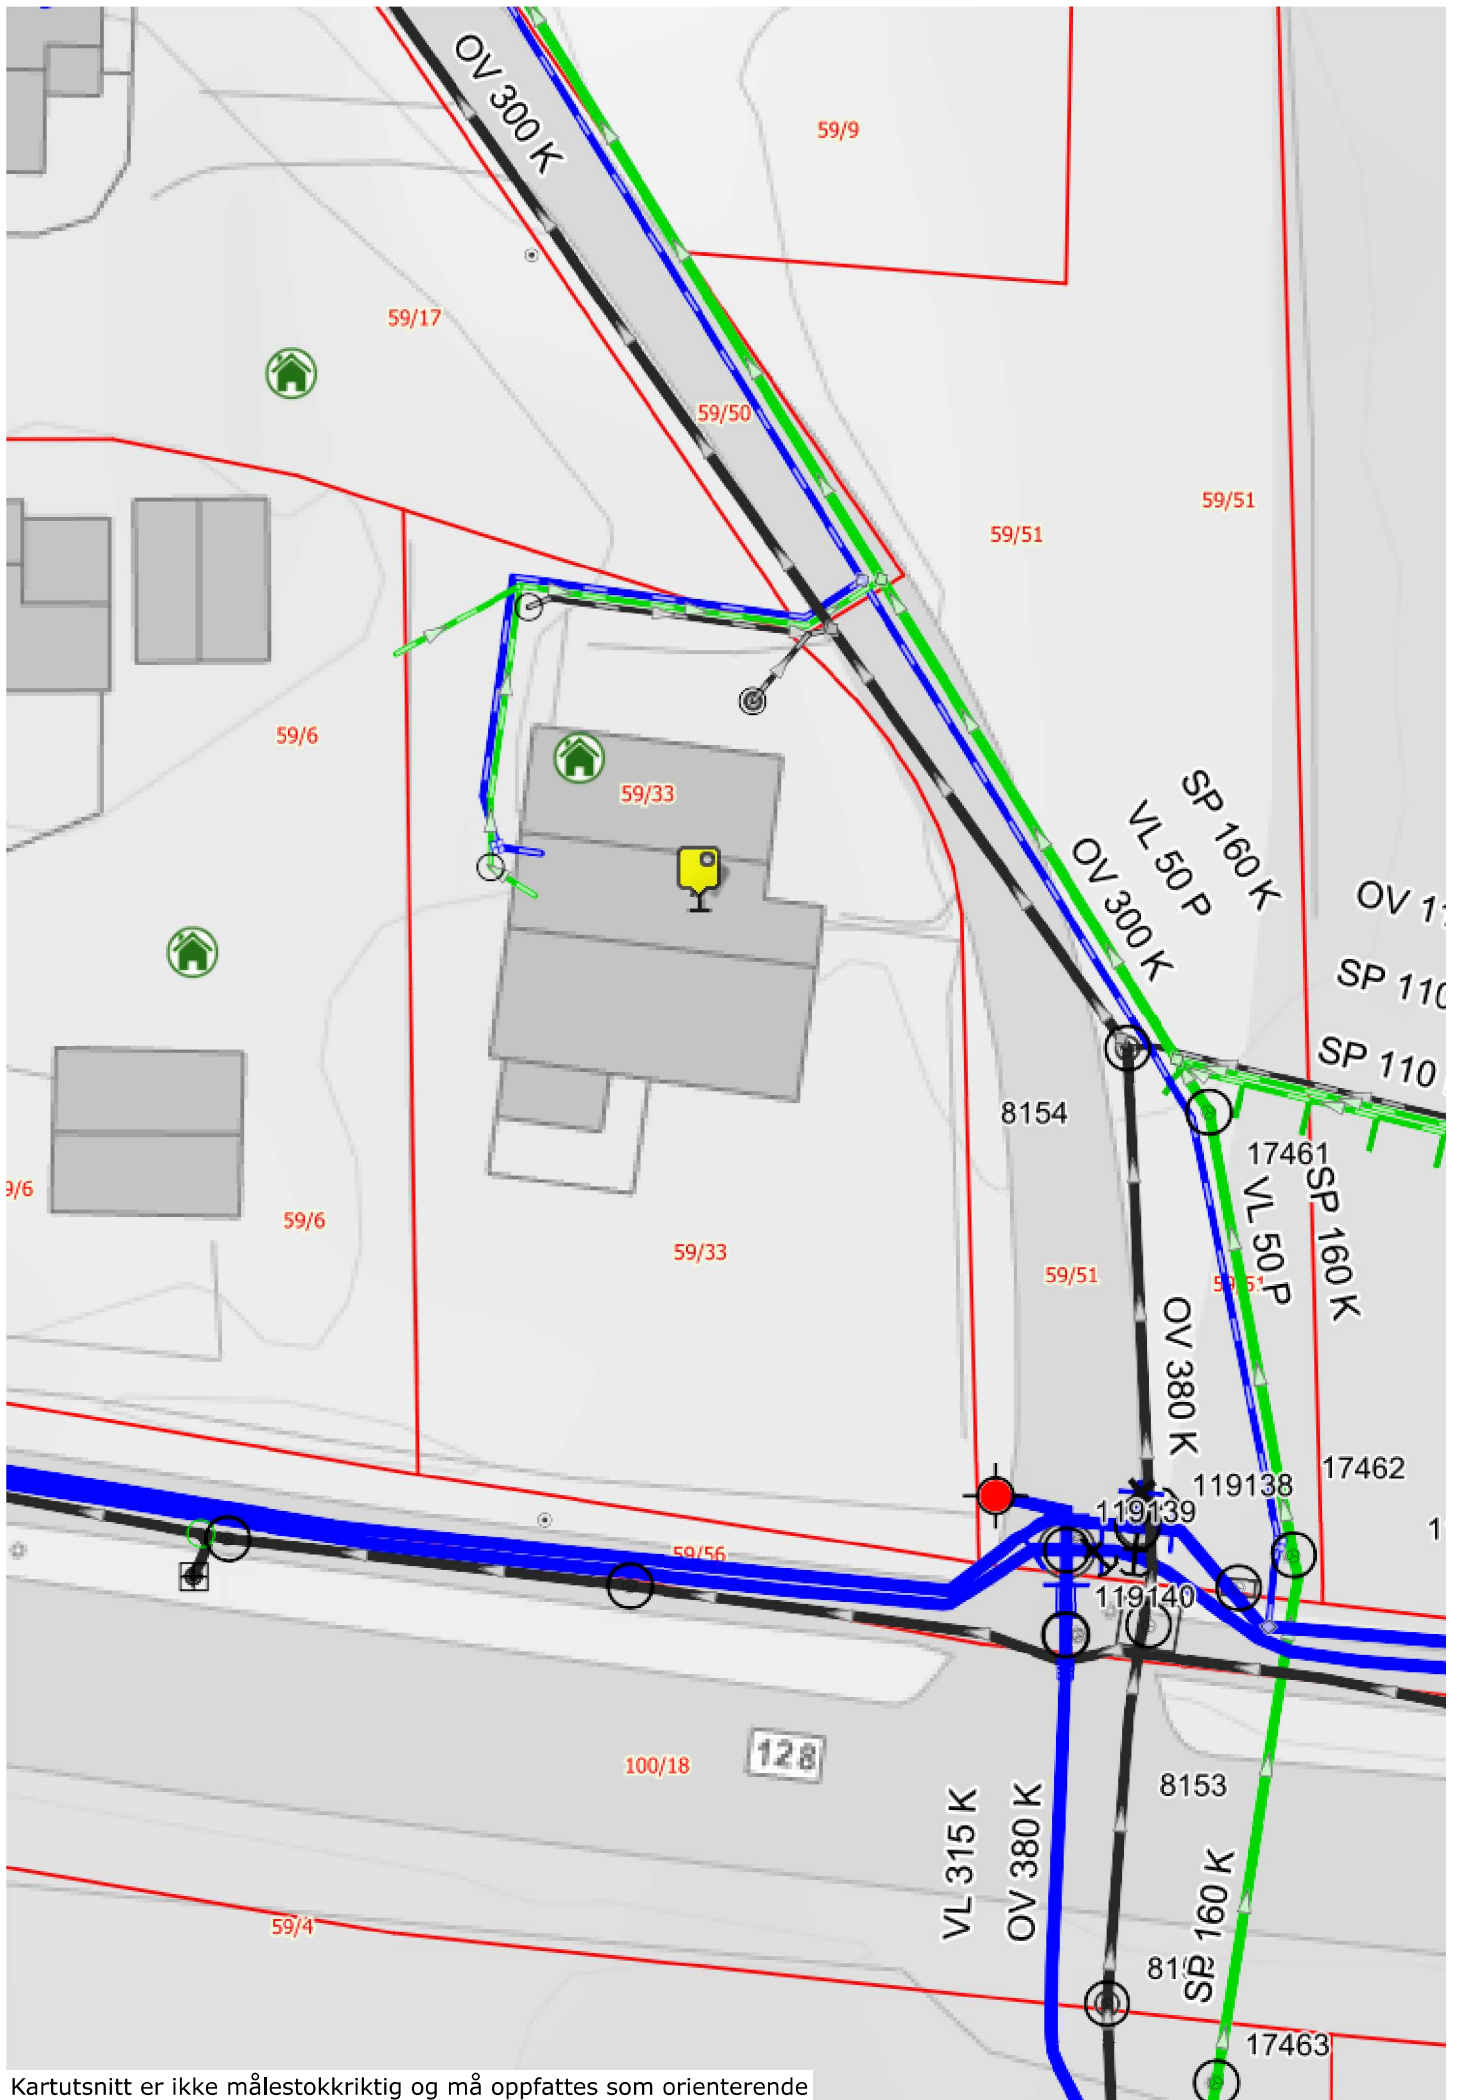 OV 300 K
59/9
59/17
59/50
59/51
59/51
59/6
59/33
SP 160 K
VL 50 P
OV 300 K
OV 11
SP 110
SP 110
8154
17461
9/6
59/6
59/33
59/51
VL 50 P
SP 160 K
OV 380 K
17462
119138
119139
59/56
119140
128
100/18
8153
VL 315 K
OV 380 K
SP 160 K
59/4
17463
Kartutsnitt er ikke målestokkriktig og må oppfattes som orienterende